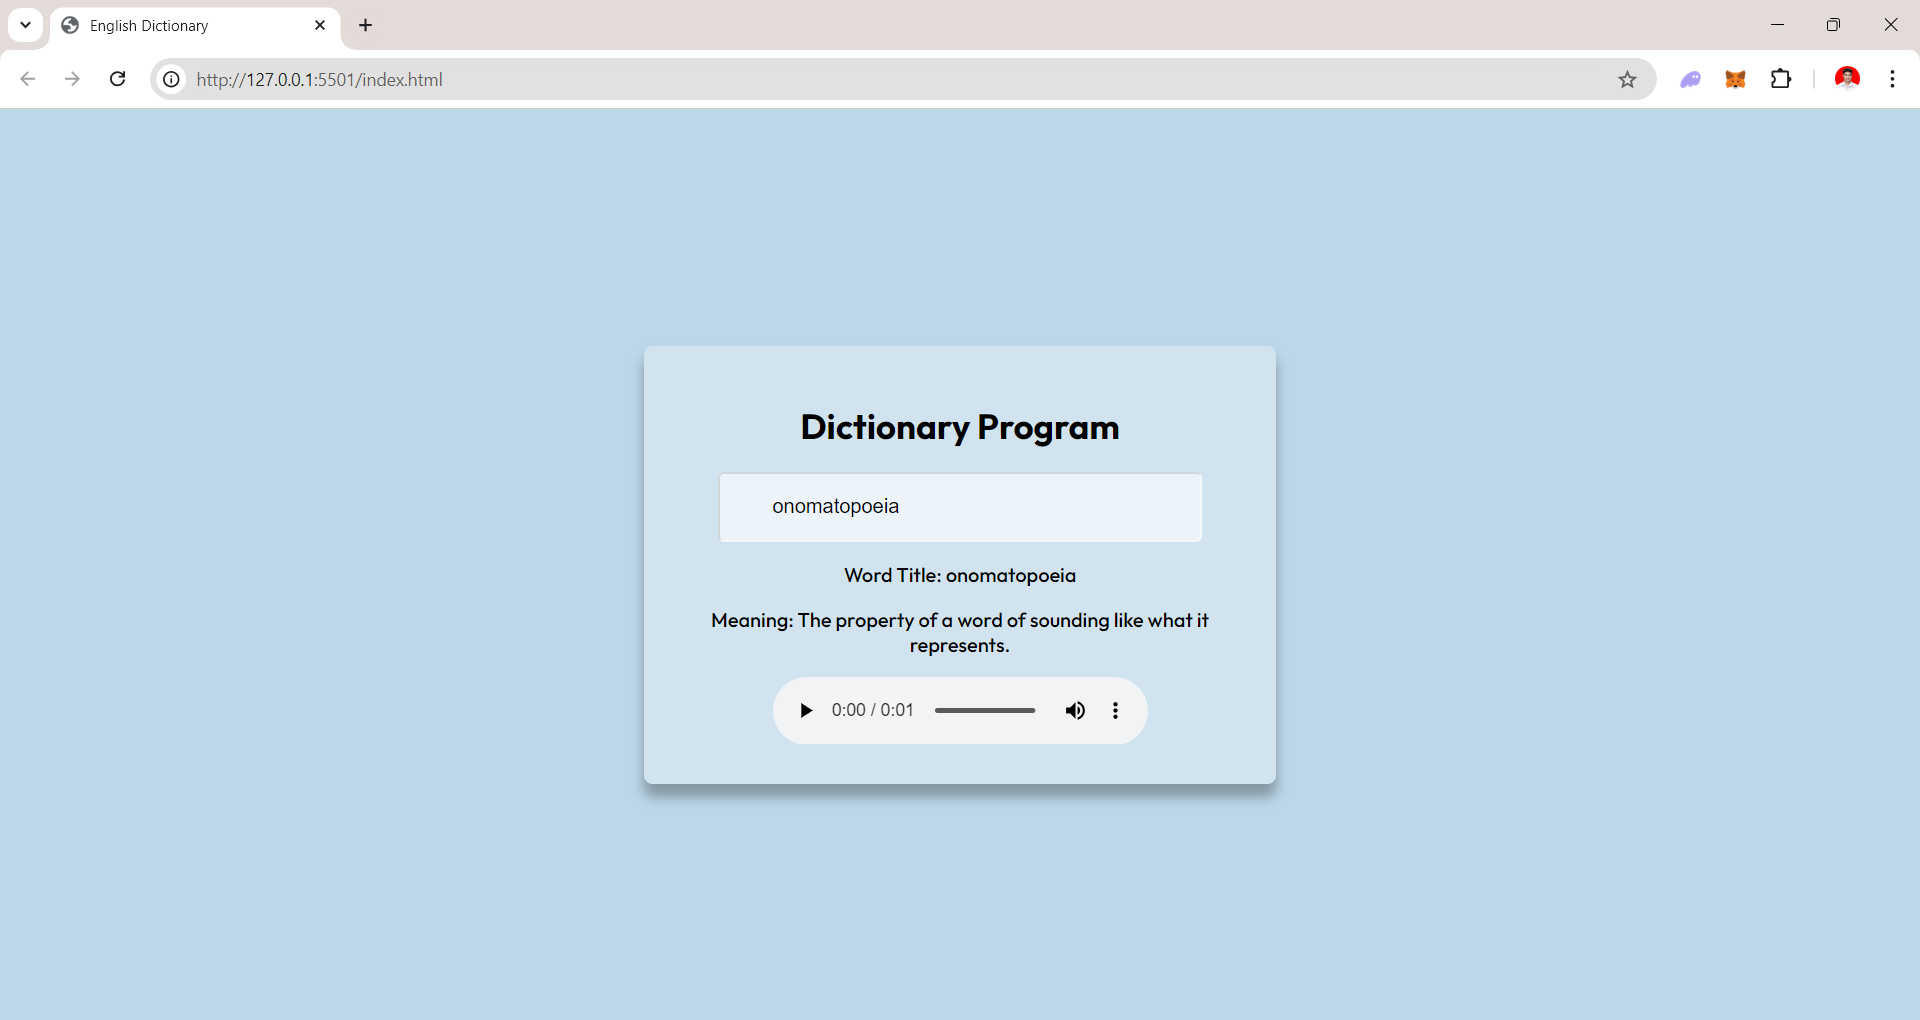 English Dictionary
http://127.0.0.1:5501/index.html
Dictionary Program
onomatopoeia
Word Title: onomatopoeia
Meaning: The property of a word of sounding like what it
represents.
0:00 / 0:01